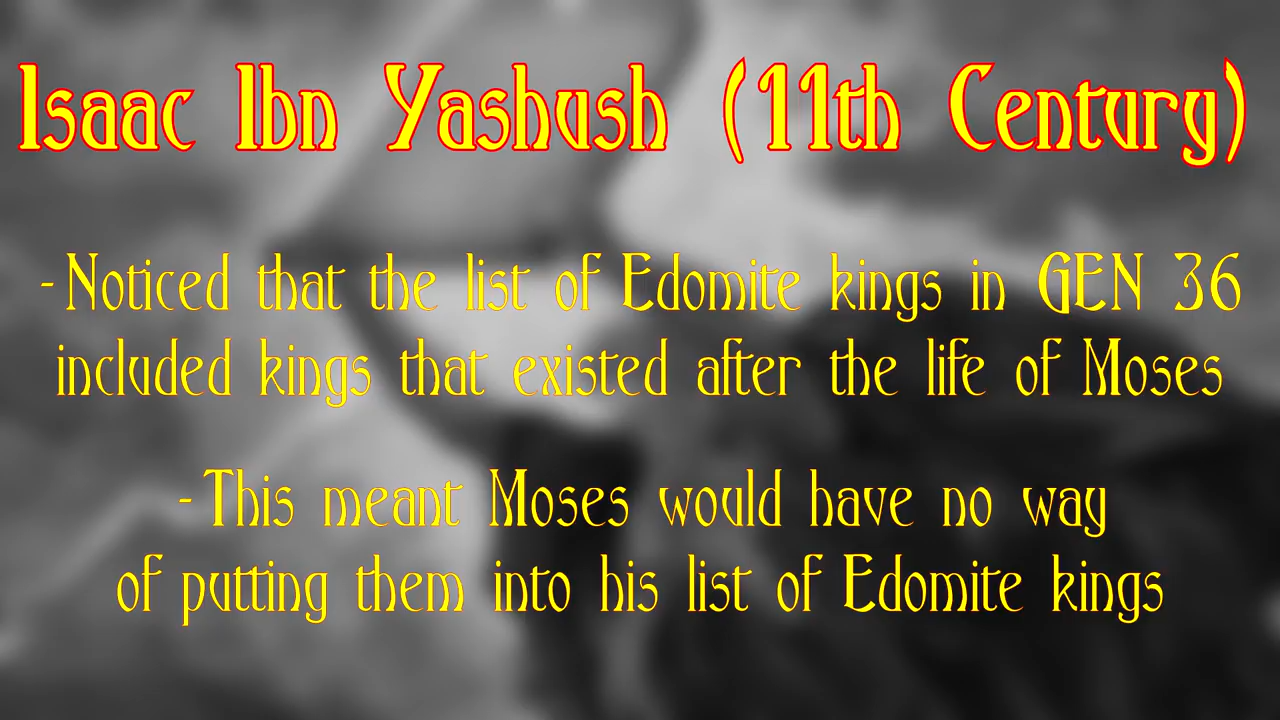 Isaac Ibn Yashush (11th Century)
-Noticed that the list of Edomite kings in GEN 36
included kings that existed after the life of Moses
-This meant Moses would have no way
of putting them into his list of Edomite kings